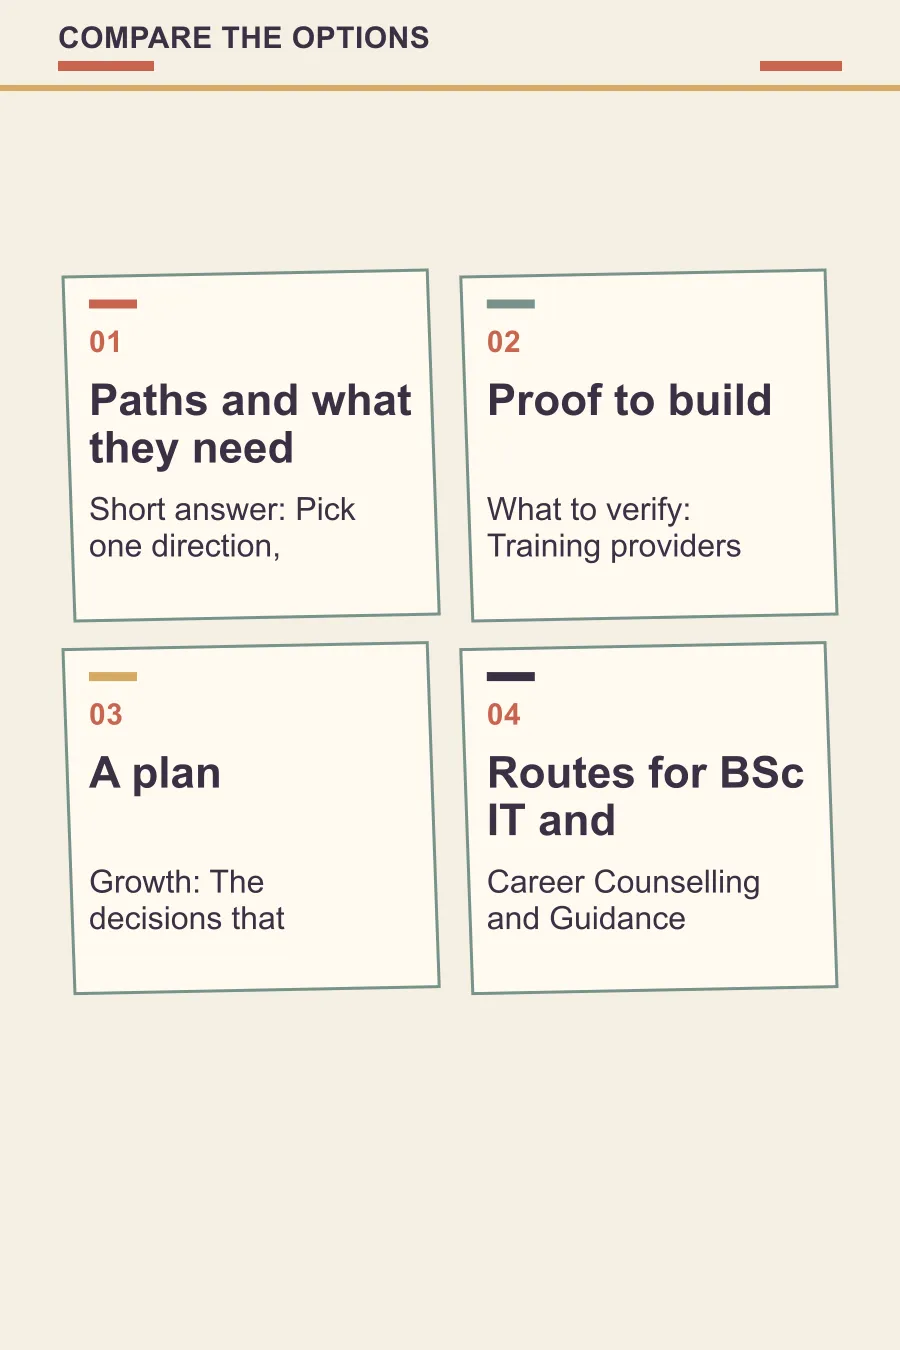 COMPARE THE OPTIONS
01
Paths and what
they need
Short answer: Pick
one direction,
02
Proof to build
What to verify:
Training providers
03
A plan
Growth: The
decisions that
04
Routes for BSc
IT and
Career Counselling
and Guidance